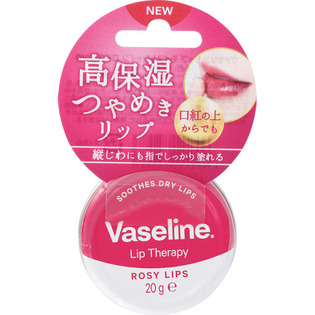 NEW
高保湿
つやめき
リップ
口紅の上
からでも
縦じわにも指でしっかり塗れる
SOOTHES DRY LIPS
Vaseline.
Lip Therapy
ROSY LIPS
20g ℮